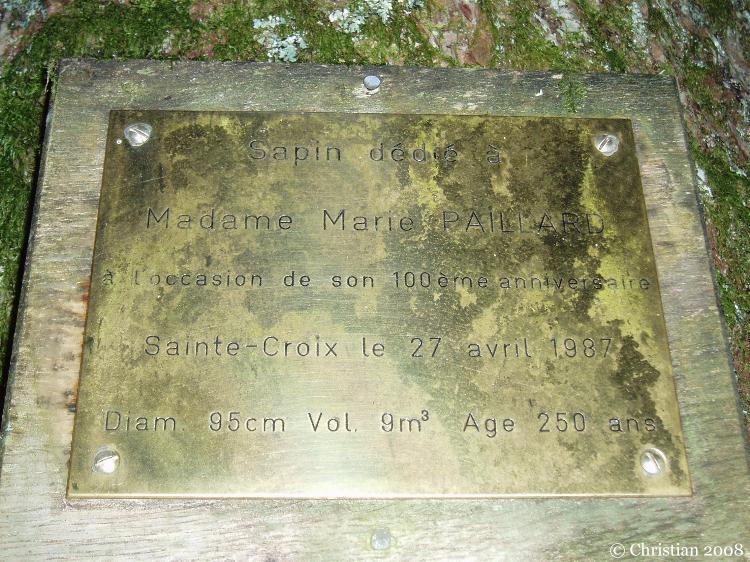 Sapin dédié à
Madame Marie PAILLARD
à l'occasion de son 100ème anniversaire
Sainte-Croix le 27 avril 1987
Diam. 95cm Vol. 9m³ Age 250 ans
© Christian 2008